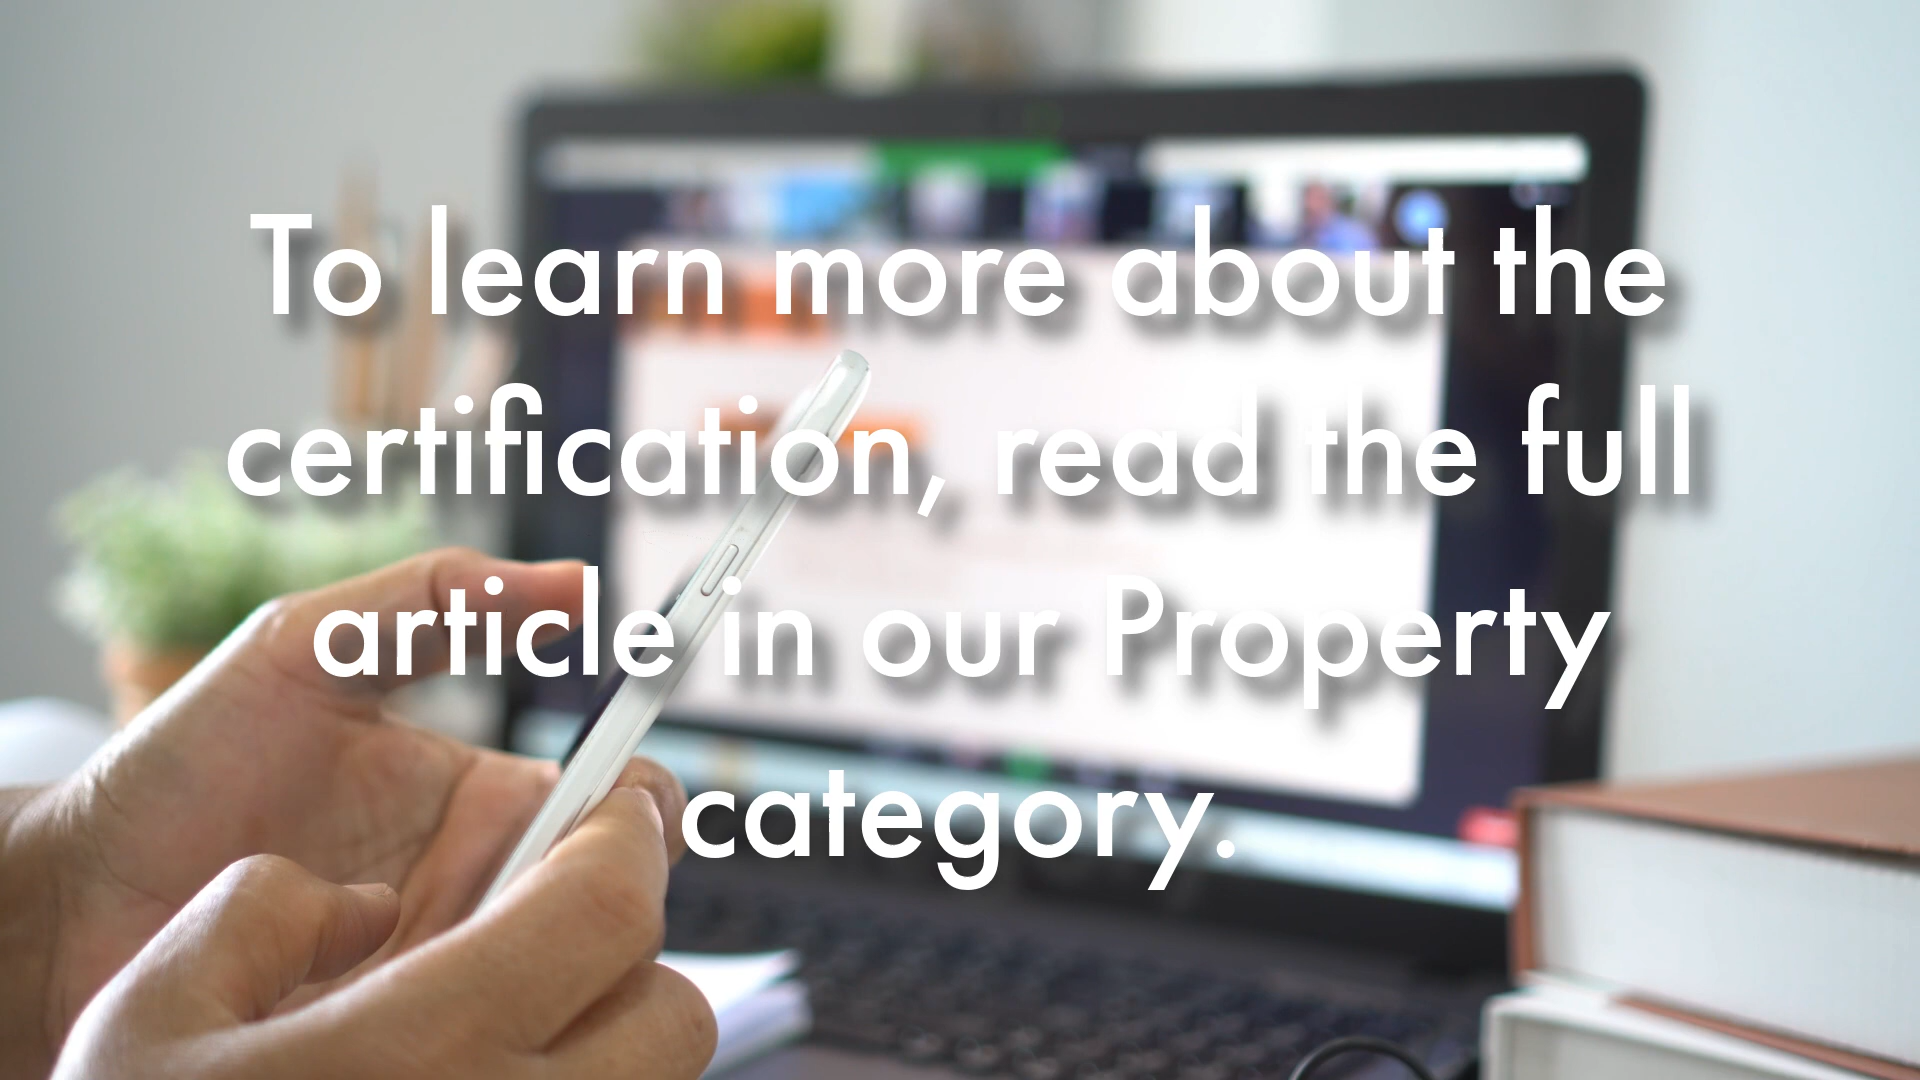 To learn more about the
certification, read the full
article in our Property
category.